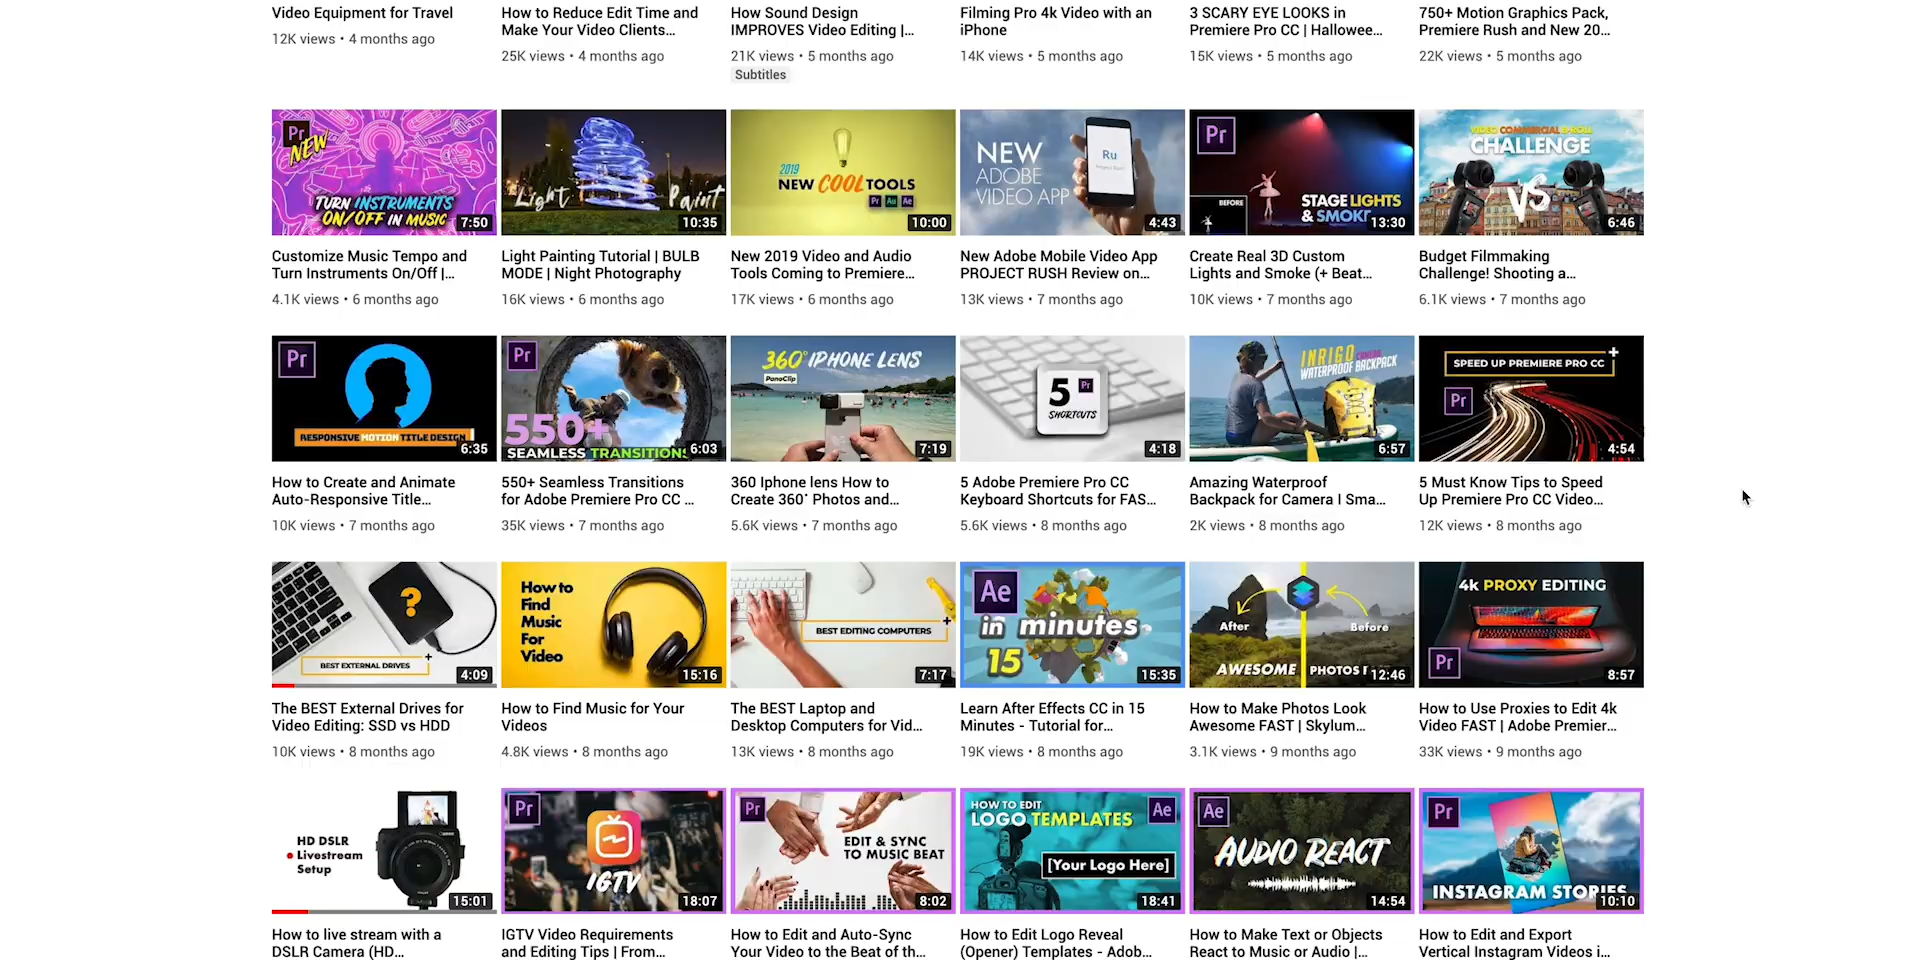 Video Equipment for Travel
12K views • 4 months ago
How to Reduce Edit Time and
Make Your Video Clients...
25K views • 4 months ago
How Sound Design
IMPROVES Video Editing |...
21K views • 5 months ago
Subtitles
Filming Pro 4k Video with an
iPhone
14K views • 5 months ago
3 SCARY EYE LOOKS in
Premiere Pro CC | Hallowee...
15K views • 5 months ago
750+ Motion Graphics Pack,
Premiere Rush and New 20...
22K views • 5 months ago
Pr
NEW
TURN INSTRUMENTS
ON/OFF IN MUSIC
7:50
Customize Music Tempo and
Turn Instruments On/Off |...
4.1K views • 6 months ago
Light Paint
10:35
Light Painting Tutorial | BULB
MODE | Night Photography
16K views • 6 months ago
2019
NEW COOL TOOLS
Pr Au Ae
10:00
New 2019 Video and Audio
Tools Coming to Premiere...
17K views • 6 months ago
NEW
ADOBE
VIDEO APP
Ru
4:43
New Adobe Mobile Video App
PROJECT RUSH Review on...
13K views • 7 months ago
Pr
BEFORE
STAGE LIGHTS
& SMOKE
13:30
Create Real 3D Custom
Lights and Smoke (+ Beat...
10K views • 7 months ago
VIDEO COMMERCIAL B-ROLL
CHALLENGE
VS
6:46
Budget Filmmaking
Challenge! Shooting a...
6.1K views • 7 months ago
Pr
RESPONSIVE MOTION TITLE DESIGN
6:35
How to Create and Animate
Auto-Responsive Title...
10K views • 7 months ago
Pr
550+
SEAMLESS TRANSITIONS
6:03
550+ Seamless Transitions
for Adobe Premiere Pro CC ...
35K views • 7 months ago
360° IPHONE LENS
PanoClip
7:19
360 Iphone lens How to
Create 360˚ Photos and...
5.6K views • 7 months ago
5 Pr
SHORTCUTS
4:18
5 Adobe Premiere Pro CC
Keyboard Shortcuts for FAS...
5.6K views • 8 months ago
INRIGO
WATERPROOF BACKPACK
6:57
Amazing Waterproof
Backpack for Camera I Sma...
2K views • 8 months ago
SPEED UP PREMIERE PRO CC
Pr
4:54
5 Must Know Tips to Speed
Up Premiere Pro CC Video...
12K views • 8 months ago
?
BEST EXTERNAL DRIVES
4:09
The BEST External Drives for
Video Editing: SSD vs HDD
10K views • 8 months ago
How to
Find
Music
For
Video
15:16
How to Find Music for Your
Videos
4.8K views • 8 months ago
BEST EDITING COMPUTERS
7:17
The BEST Laptop and
Desktop Computers for Vid...
13K views • 8 months ago
Ae
in minutes
15
15:35
Learn After Effects CC in 15
Minutes - Tutorial for...
19K views • 8 months ago
After
Before
AWESOME PHOTOS
12:46
How to Make Photos Look
Awesome FAST | Skylum...
3.1K views • 9 months ago
4k PROXY EDITING
Pr
8:57
How to Use Proxies to Edit 4k
Video FAST | Adobe Premier...
33K views • 9 months ago
HD DSLR
Livestream
Setup
15:01
How to live stream with a
DSLR Camera (HD...
Pr
IGTV
18:07
IGTV Video Requirements
and Editing Tips | From...
Pr
EDIT & SYNC
TO MUSIC BEAT
8:02
How to Edit and Auto-Sync
Your Video to the Beat of th...
HOW TO EDIT
LOGO TEMPLATES
Ae
[Your Logo Here]
18:41
How to Edit Logo Reveal
(Opener) Templates - Adob...
Ae
AUDIO REACT
14:54
How to Make Text or Objects
React to Music or Audio |...
Pr
INSTAGRAM STORIES
10:10
How to Edit and Export
Vertical Instagram Videos i...